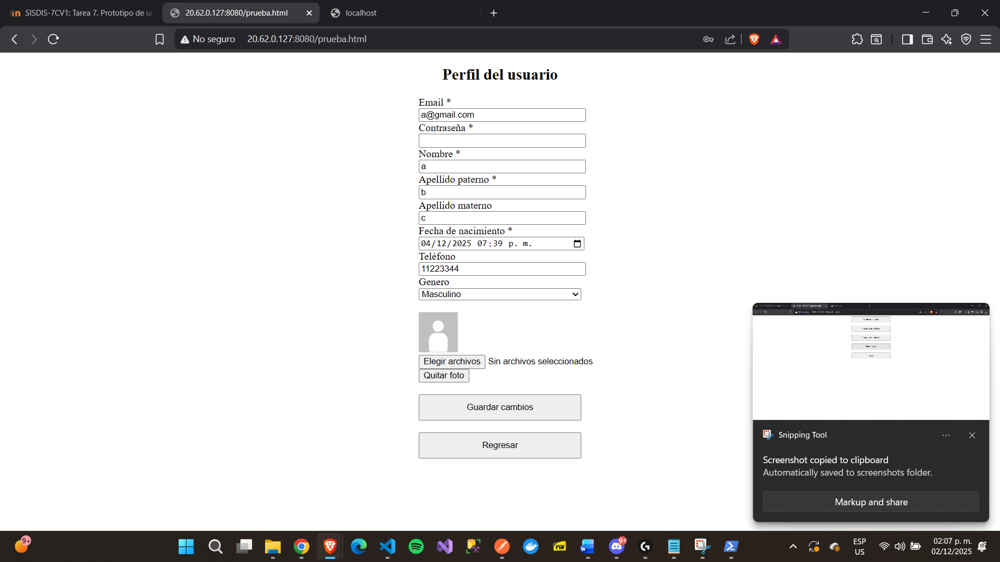 SISDIS-7CV1: Tarea 7. Prototipo de un
20.62.0.127:8080/prueba.html
localhost
No seguro
20.62.0.127:8080/prueba.html
Perfil del usuario
Email *
a@gmail.com
Contraseña *
Nombre *
a
Apellido paterno *
b
Apellido materno
c
Fecha de nacimiento *
04/12/2025 07:39 p. m.
Teléfono
11223344
Genero
Masculino
Elegir archivos Sin archivos seleccionados
Quitar foto
Guardar cambios
Regresar
Snipping Tool
Screenshot copied to clipboard
Automatically saved to screenshots folder.
Markup and share
9+
PDF
9+
ESP
US
02:07 p. m.
02/12/2025